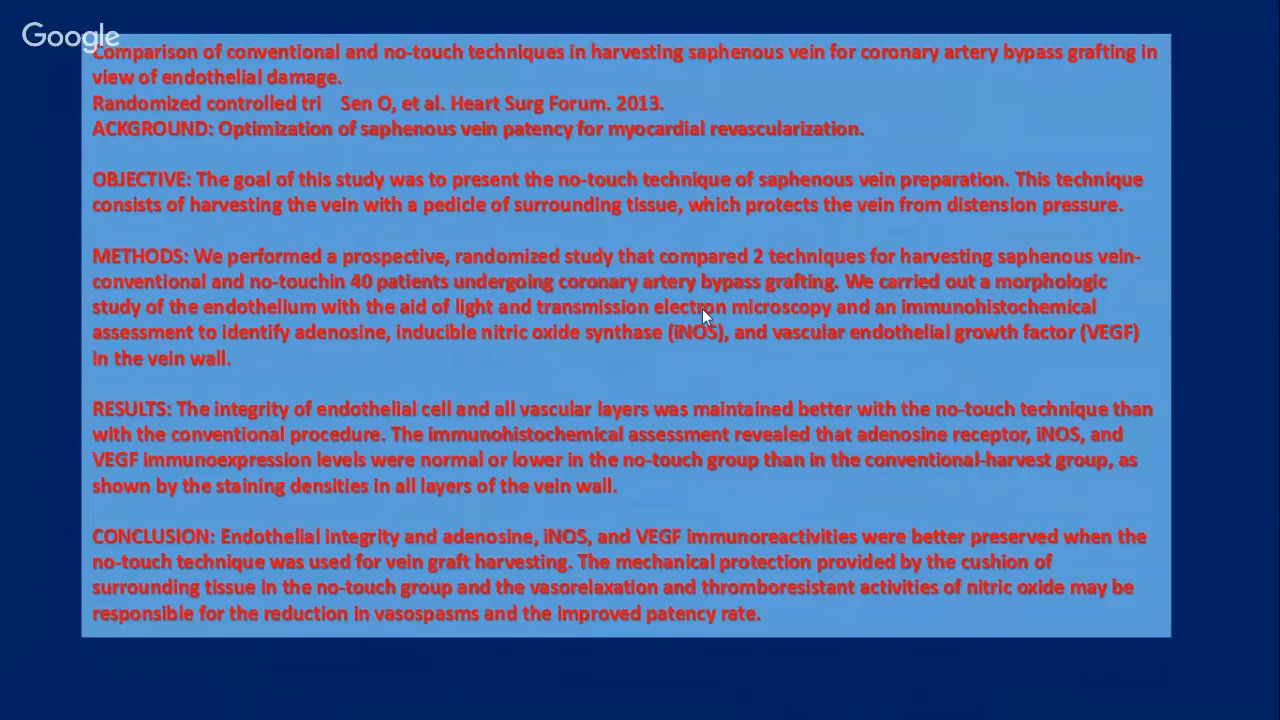 Google
Comparison of conventional and no-touch techniques in harvesting saphenous vein for coronary artery bypass grafting in
view of endothelial damage.
Randomized controlled tri Sen O, et al. Heart Surg Forum. 2013.
ACKGROUND: Optimization of saphenous vein patency for myocardial revascularization.
OBJECTIVE: The goal of this study was to present the no-touch technique of saphenous vein preparation. This technique
consists of harvesting the vein with a pedicle of surrounding tissue, which protects the vein from distension pressure.
METHODS: We performed a prospective, randomized study that compared 2 techniques for harvesting saphenous vein-
conventional and no-touchin 40 patients undergoing coronary artery bypass grafting. We carried out a morphologic
study of the endothelium with the aid of light and transmission electron microscopy and an immunohistochemical
assessment to identify adenosine, inducible nitric oxide synthase (iNOS), and vascular endothelial growth factor (VEGF)
in the vein wall.
RESULTS: The integrity of endothelial cell and all vascular layers was maintained better with the no-touch technique than
with the conventional procedure. The immunohistochemical assessment revealed that adenosine receptor, iNOS, and
VEGF immunoexpression levels were normal or lower in the no-touch group than in the conventional-harvest group, as
shown by the staining densities in all layers of the vein wall.
CONCLUSION: Endothelial integrity and adenosine, iNOS, and VEGF immunoreactivities were better preserved when the
no-touch technique was used for vein graft harvesting. The mechanical protection provided by the cushion of
surrounding tissue in the no-touch group and the vasorelaxation and thromboresistant activities of nitric oxide may be
responsible for the reduction in vasospasms and the improved patency rate.